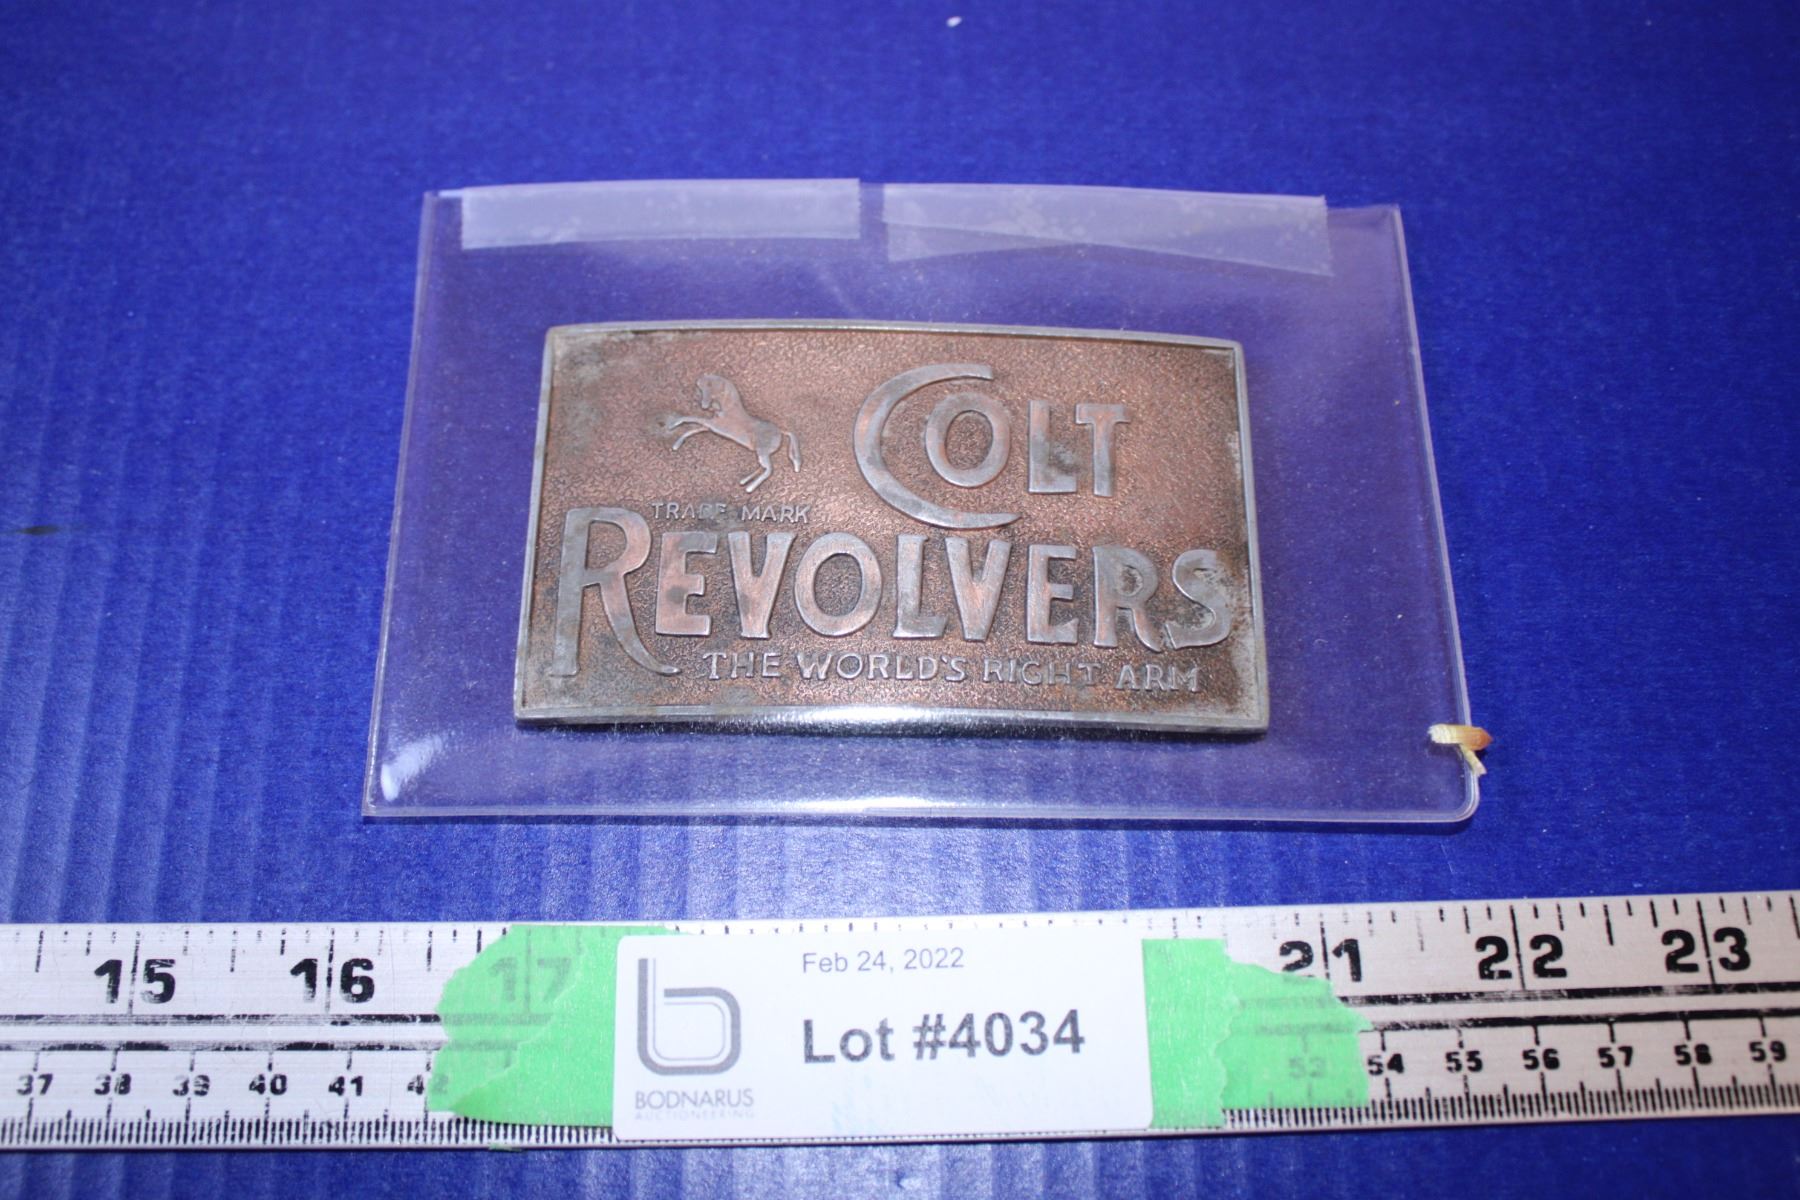 COLT
TRADE MARK
REVOLVERS
THE WORLD'S RIGHT ARM
15 16 17 21 22 23
Feb 24, 2022
Lot #4034
BODNARUS
AUCTIONEERING
37 38 39 40 41 42 53 54 55 56 57 58 59